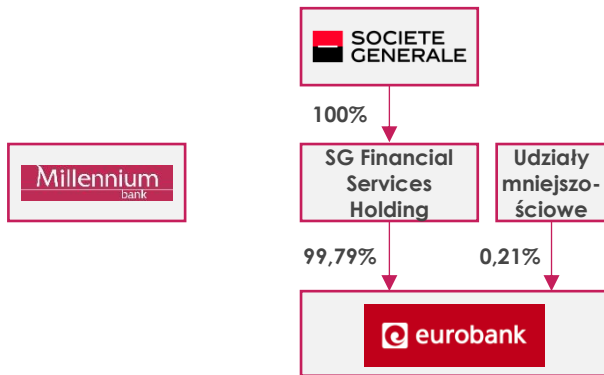 SOCIETE
GENERALE
100%
Millennium
bank
SG Financial
Services
Holding
Udziały
mniejszo-
ściowe
99,79%
0,21%
eurobank